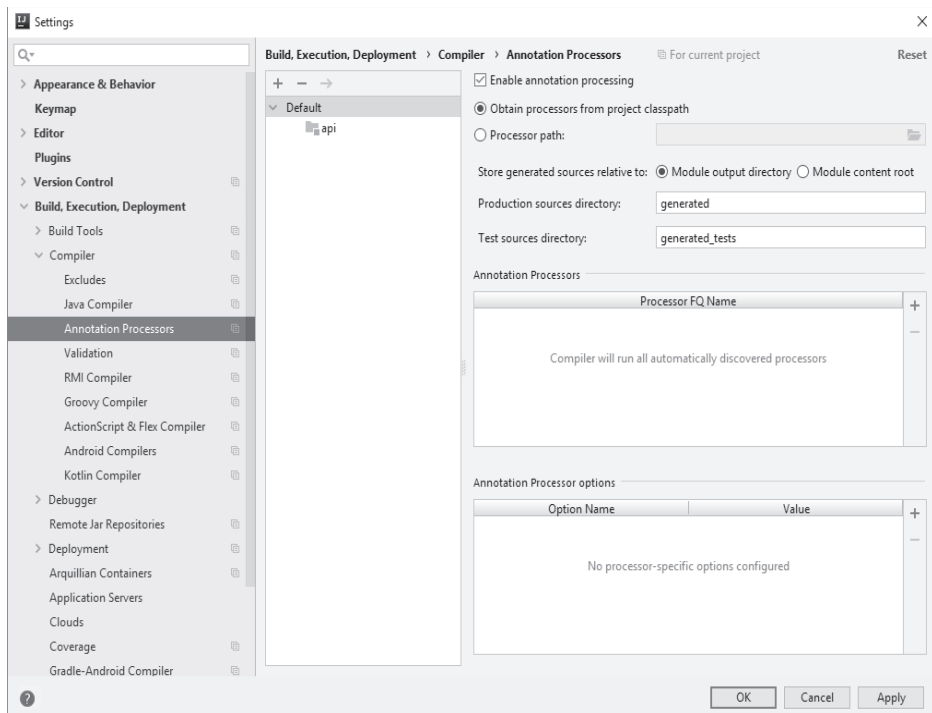 Settings
Appearance & Behavior
Keymap
Editor
Plugins
Version Control
Build, Execution, Deployment
Build Tools
Compiler
Excludes
Java Compiler
Annotation Processors
Validation
RMI Compiler
Groovy Compiler
ActionScript & Flex Compiler
Android Compilers
Kotlin Compiler
Debugger
Remote Jar Repositories
Deployment
Arquillian Containers
Application Servers
Clouds
Coverage
Gradle-Android Compiler
Build, Execution, Deployment › Compiler › Annotation Processors For current project Reset
Default
api
Enable annotation processing
Obtain processors from project classpath
Processor path:
Store generated sources relative to: Module output directory Module content root
Production sources directory: generated
Test sources directory: generated_tests
Annotation Processors
Processor FQ Name
Compiler will run all automatically discovered processors
Annotation Processor options
Option Name Value
No processor-specific options configured
OK Cancel Apply